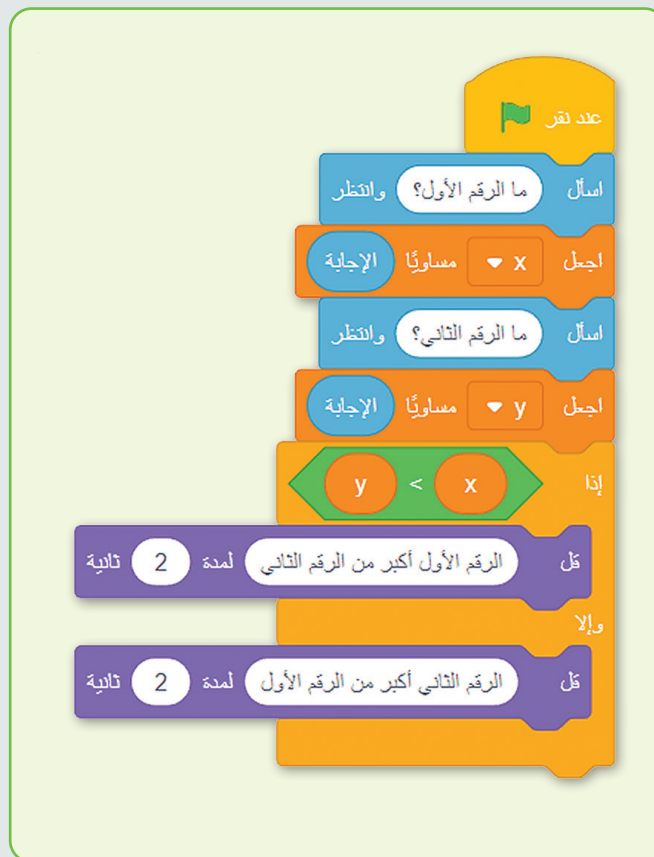 عند نقر
اسأل ما الرقم الأول؟ وانتظر
اجعل x مساويًا الإجابة
اسأل ما الرقم الثاني؟ وانتظر
اجعل y مساويًا الإجابة
إذا y < x
قل الرقم الأول أكبر من الرقم الثاني لمدة 2 ثانية
وإلا
قل الرقم الثاني أكبر من الرقم الأول لمدة 2 ثانية